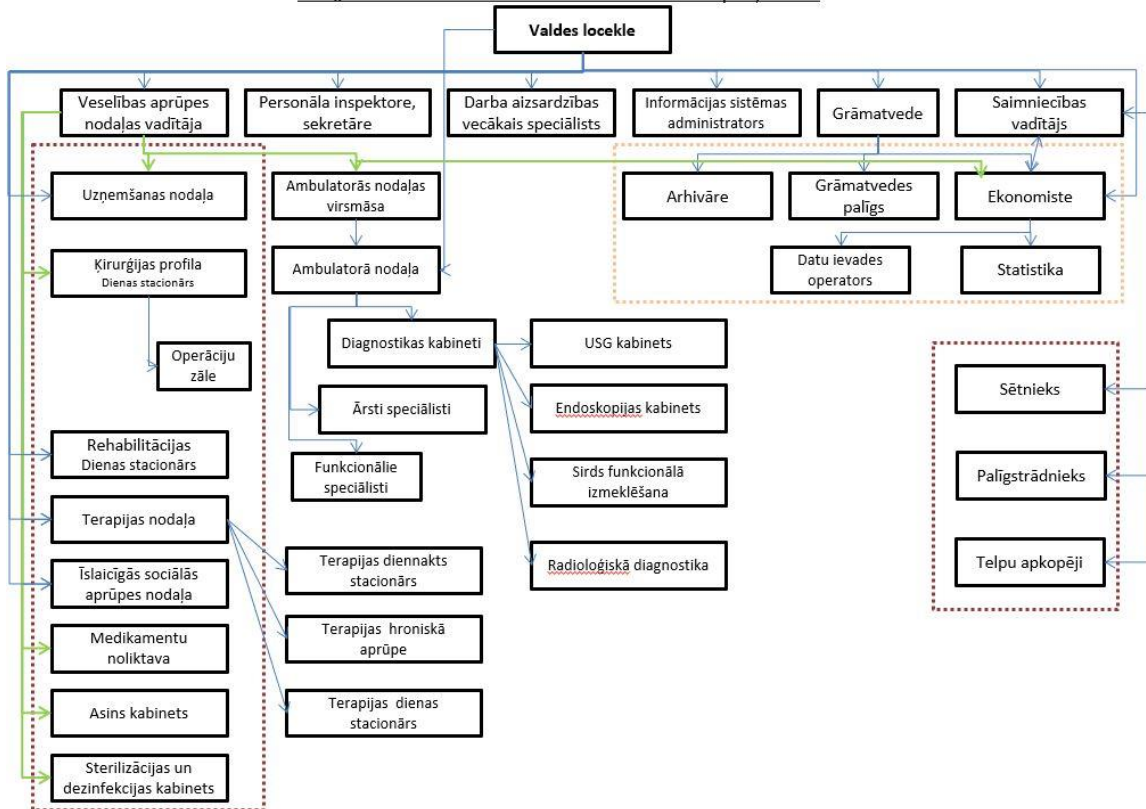 Valdes locekle
Veselības aprūpes
nodaļas vadītāja
Personāla inspektore,
sekretāre
Darba aizsardzības
vecākais speciālists
Informācijas sistēmas
administrators
Grāmatvede
Saimniecības
vadītājs
Uzņemšanas nodaļa
Ambulatorās nodaļas
virsmāsa
Arhivāre
Grāmatvedes
palīgs
Ekonomiste
Ķirurģijas profila
Dienas stacionārs
Ambulatorā nodaļa
Datu ievades
operators
Statistika
Operāciju
zāle
Diagnostikas kabineti
USG kabinets
Ārsti speciālisti
Endoskopijas kabinets
Sētnieks
Rehabilitācijas
Dienas stacionārs
Funkcionālie
speciālisti
Sirds funkcionālā
izmeklēšana
Palīgstrādnieks
Terapijas nodaļa
Terapijas diennakts
stacionārs
Radioloģiskā diagnostika
Telpu apkopēji
Īslaicīgās sociālās
aprūpes nodaļa
Terapijas hroniskā
aprūpe
Medikamentu
noliktava
Terapijas dienas
stacionārs
Asins kabinets
Sterilizācijas un
dezinfekcijas kabinets